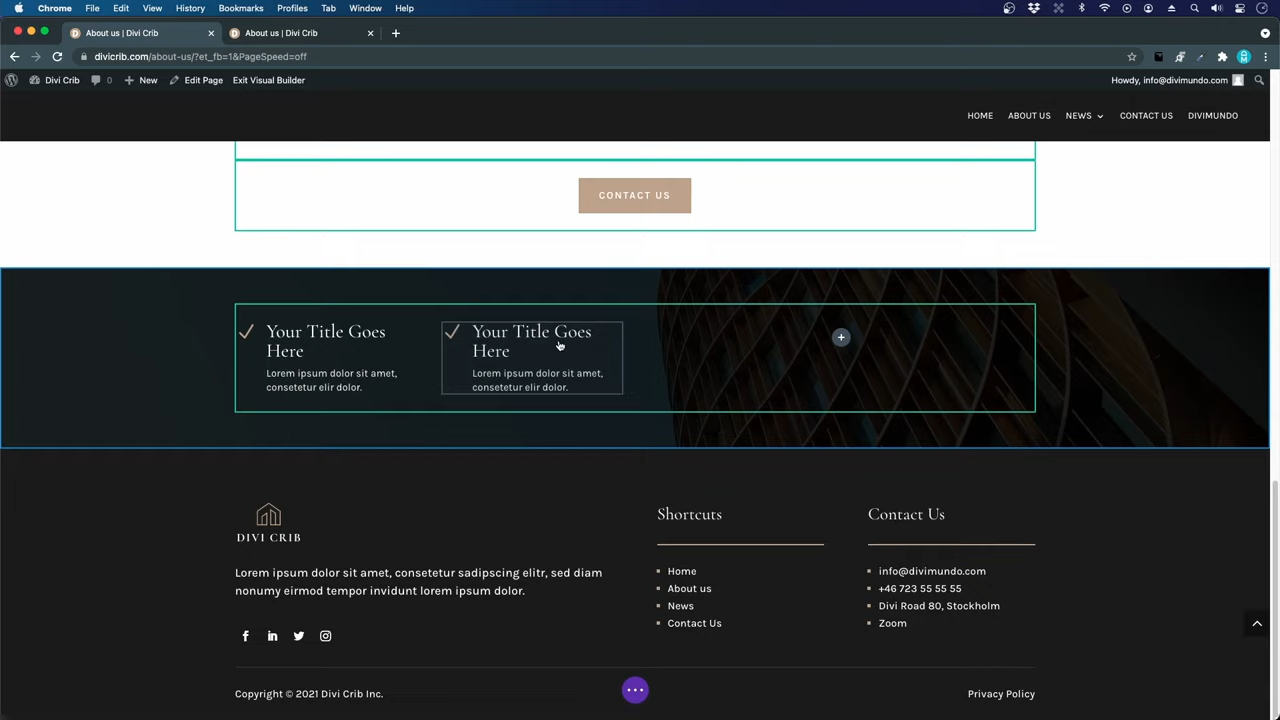 Chrome File Edit View History Bookmarks Profiles Tab Window Help
About us | Divi Crib
About us | Divi Crib
divicrib.com/about-us/?et_fb=1&PageSpeed=off
Divi Crib 0 New Edit Page Exit Visual Builder Howdy, info@divimundo.com
HOME ABOUT US NEWS CONTACT US DIVIMUNDO
CONTACT US
Your Title Goes
Here
Lorem ipsum dolor sit amet,
consetetur elir dolor.
Your Title Goes
Here
Lorem ipsum dolor sit amet,
consetetur elir dolor.
DIVI CRIB
Lorem ipsum dolor sit amet, consetetur sadipscing elitr, sed diam
nonumy eirmod tempor invidunt lorem ipsum dolor.
Shortcuts
Home
About us
News
Contact Us
Contact Us
info@divimundo.com
+46 723 55 55 55
Divi Road 80, Stockholm
Zoom
Copyright © 2021 Divi Crib Inc.
Privacy Policy